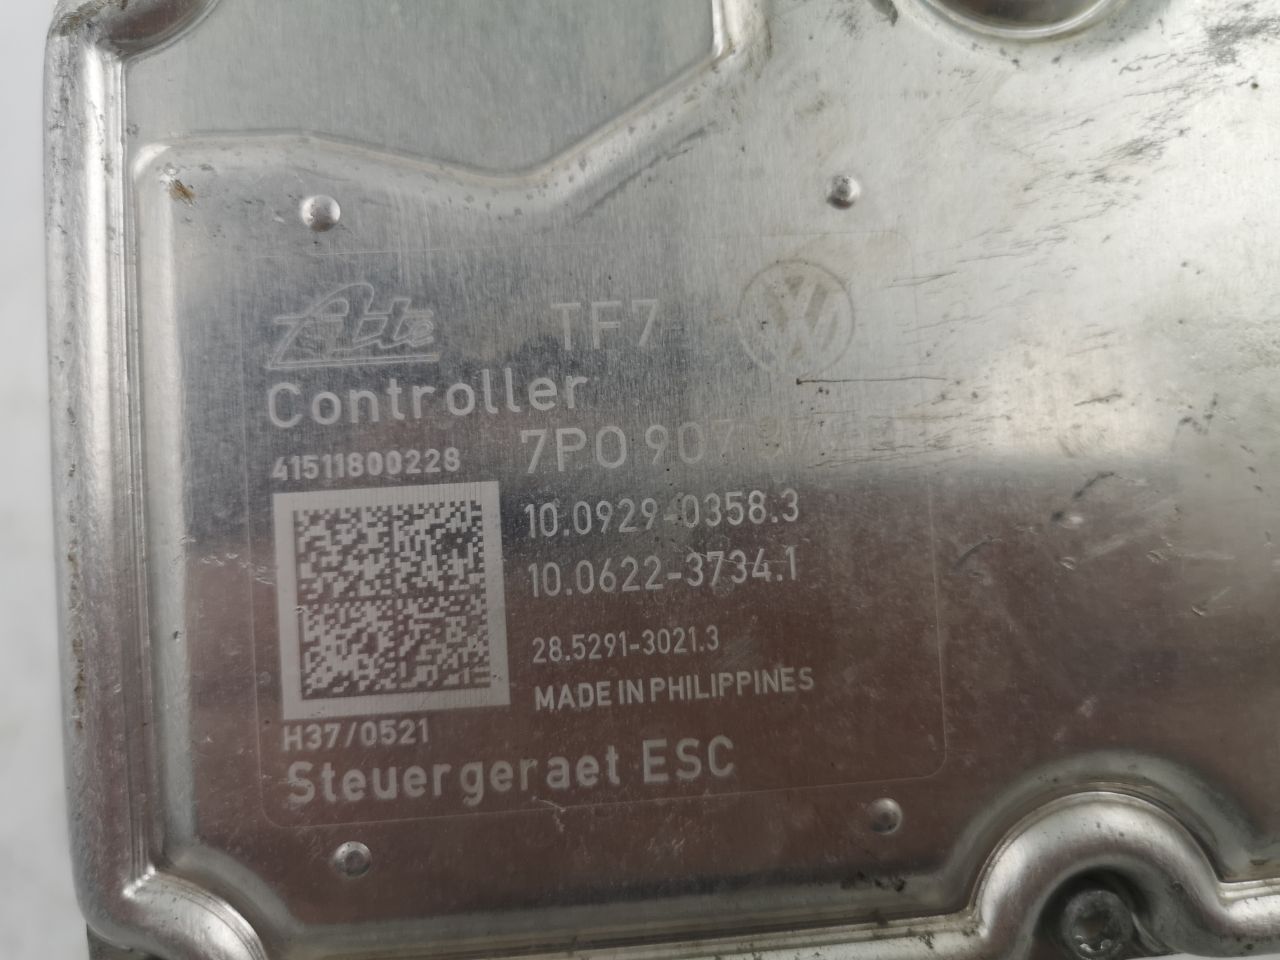 Ate TF7
Controller
7P0 907
41511800228
10.0929-0358.3
10.0622-3734.1
28.5291-3021.3
MADE IN PHILIPPINES
H37/0521
Steuergeraet ESC